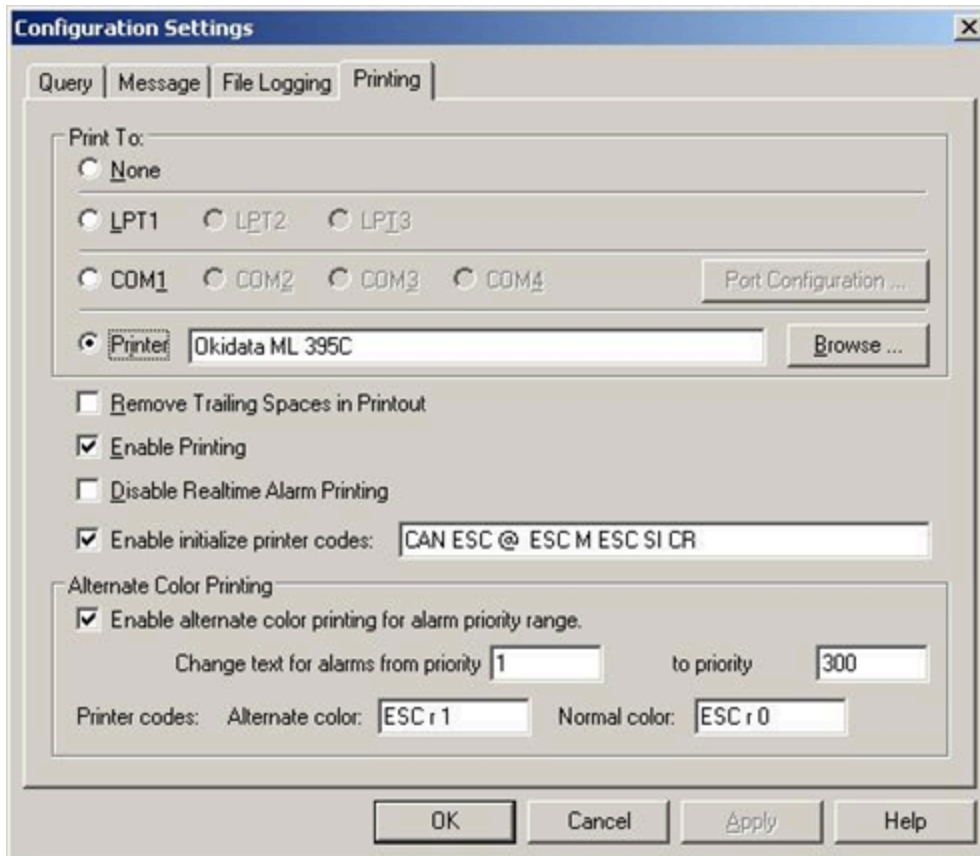 Configuration Settings
Query Message File Logging Printing
Print To:
None
LPT1 LPT2 LPT3
COM1 COM2 COM3 COM4 Port Configuration ...
Printer Okidata ML 395C Browse ...
Remove Trailing Spaces in Printout
Enable Printing
Disable Realtime Alarm Printing
Enable initialize printer codes: CAN ESC @ ESC M ESC SI CR
Alternate Color Printing
Enable alternate color printing for alarm priority range.
Change text for alarms from priority 1 to priority 300
Printer codes: Alternate color: ESC r 1 Normal color: ESC r 0
OK Cancel Apply Help